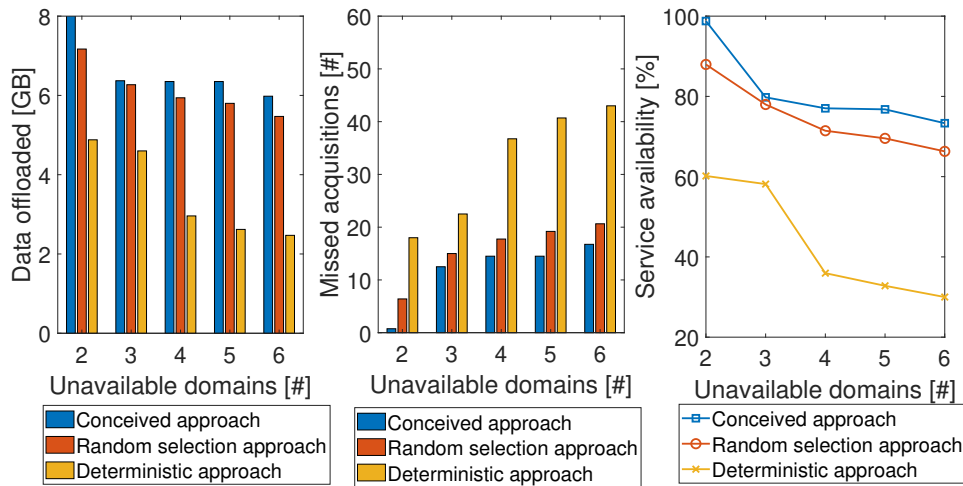 Data offloaded [GB]
8
6
4
2
0
2 3 4 5 6
Unavailable domains [#]
Conceived approach
Random selection approach
Deterministic approach
Missed acquisitions [#]
60
50
40
30
20
10
0
2 3 4 5 6
Unavailable domains [#]
Conceived approach
Random selection approach
Deterministic approach
Service availability [%]
100
80
60
40
20
2 3 4 5 6
Unavailable domains [#]
Conceived approach
Random selection approach
Deterministic approach